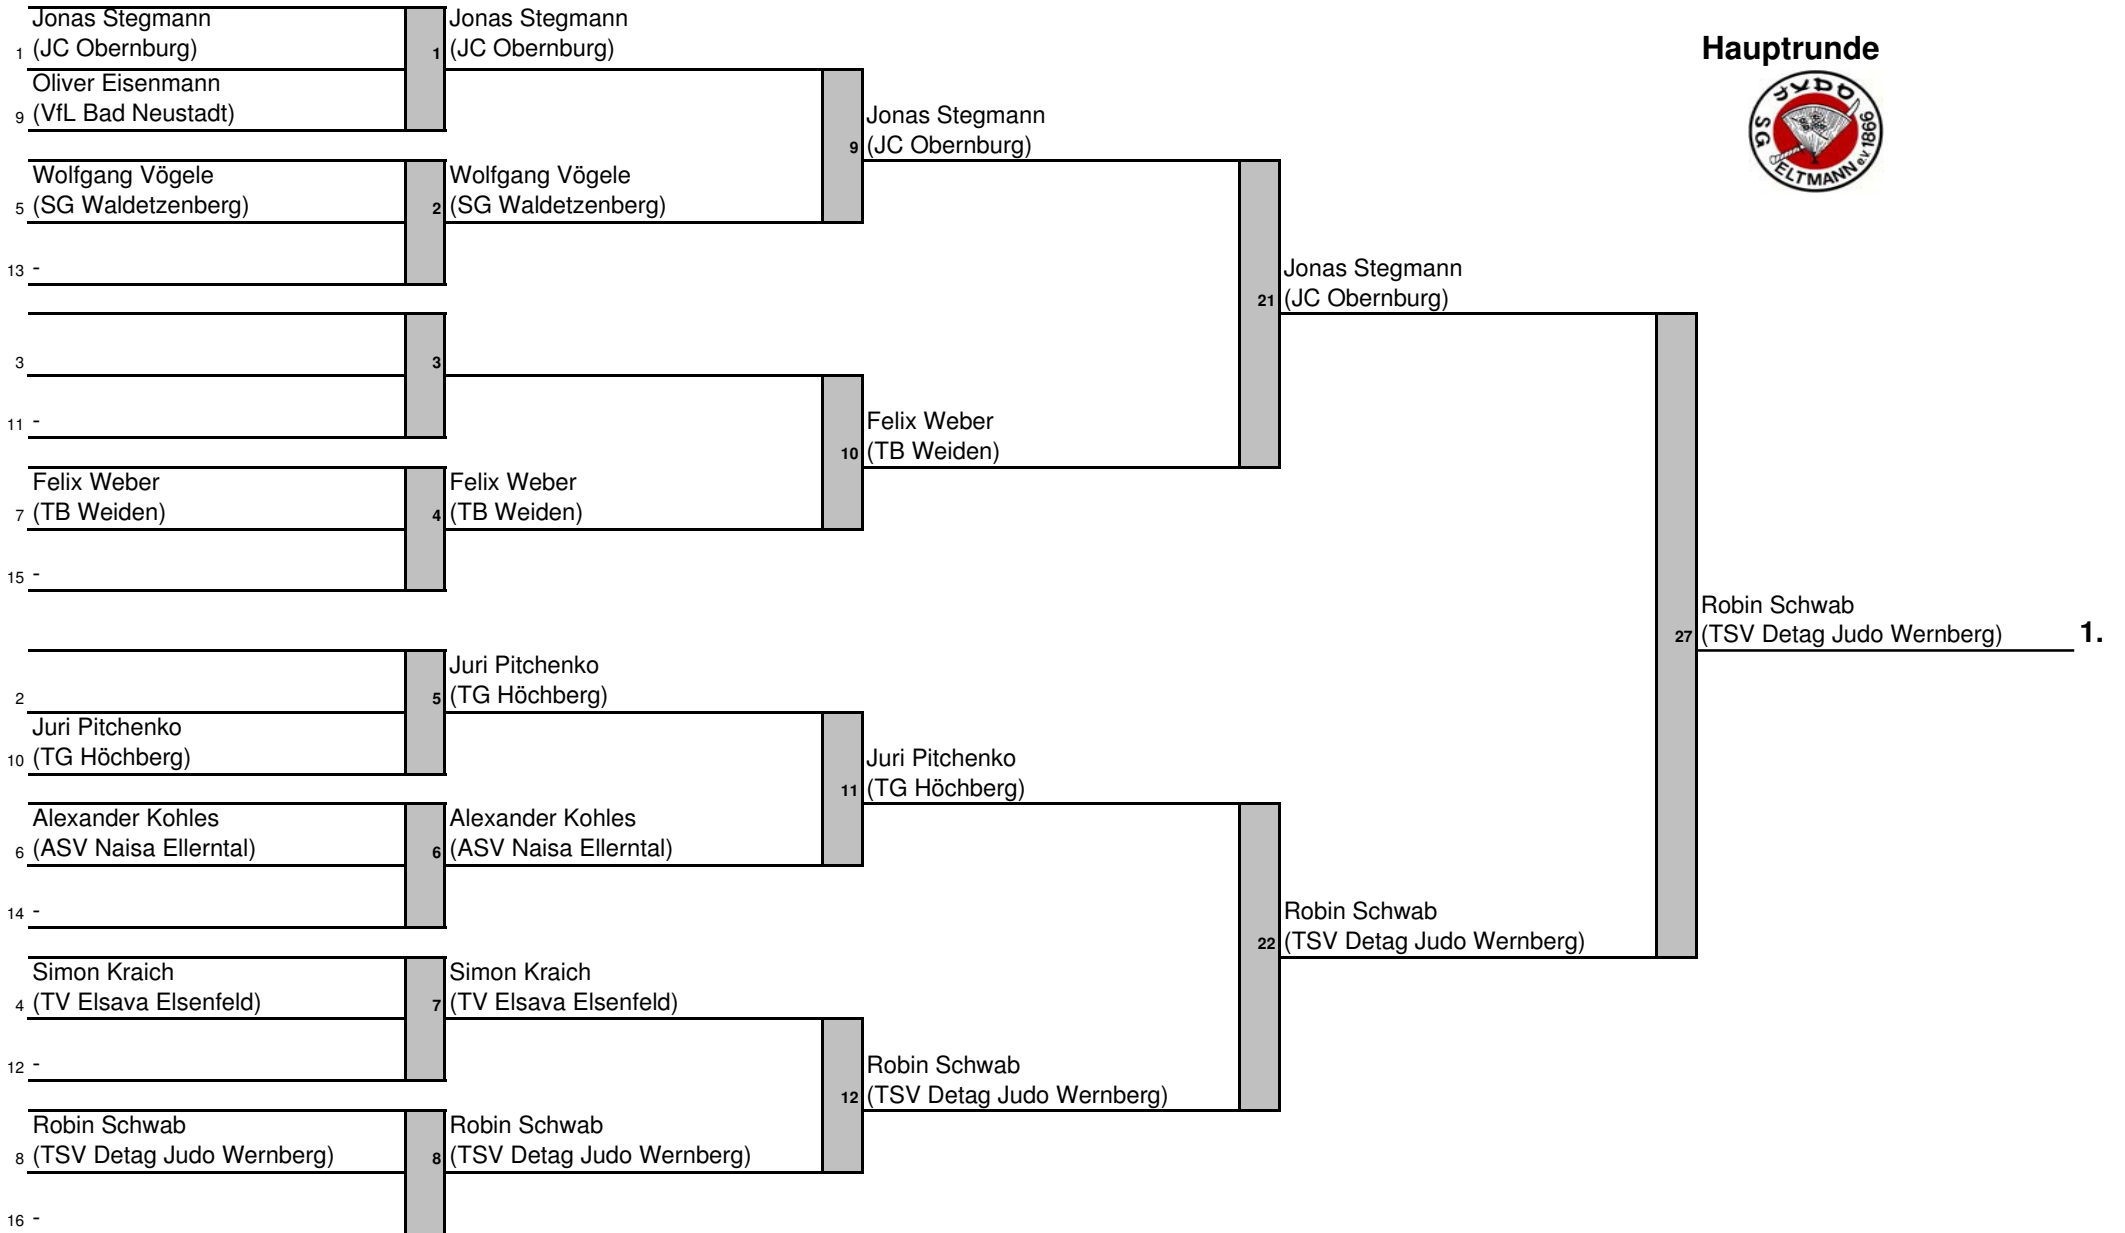 Hauptrunde
JUDO
SG ELTMANN e.V. 1866
Jonas Stegmann
1 (JC Obernburg)
Oliver Eisenmann
9 (VfL Bad Neustadt)
Wolfgang Vögele
5 (SG Waldetzenberg)
13 -
3
11 -
Felix Weber
7 (TB Weiden)
15 -
2
Juri Pitchenko
10 (TG Höchberg)
Alexander Kohles
6 (ASV Naisa Ellerntal)
14 -
Simon Kraich
4 (TV Elsava Elsenfeld)
12 -
Robin Schwab
8 (TSV Detag Judo Wernberg)
16 -
Jonas Stegmann
1 (JC Obernburg)
Wolfgang Vögele
2 (SG Waldetzenberg)
3
Felix Weber
4 (TB Weiden)
Juri Pitchenko
5 (TG Höchberg)
Alexander Kohles
6 (ASV Naisa Ellerntal)
Simon Kraich
7 (TV Elsava Elsenfeld)
Robin Schwab
8 (TSV Detag Judo Wernberg)
Jonas Stegmann
9 (JC Obernburg)
Felix Weber
10 (TB Weiden)
Juri Pitchenko
11 (TG Höchberg)
Robin Schwab
12 (TSV Detag Judo Wernberg)
Jonas Stegmann
21 (JC Obernburg)
Robin Schwab
22 (TSV Detag Judo Wernberg)
Robin Schwab
27 (TSV Detag Judo Wernberg) 1.